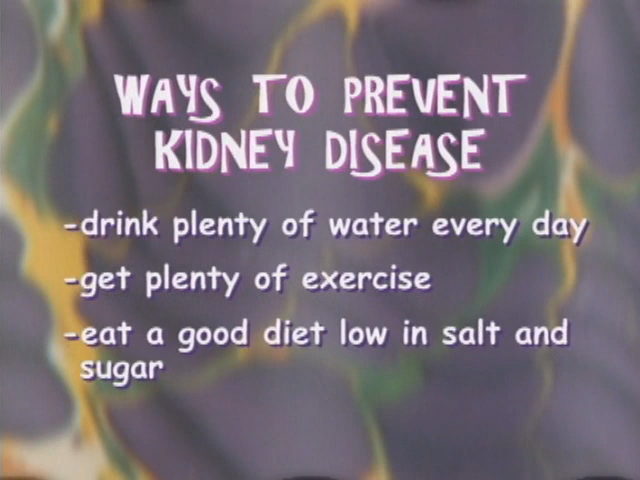 WAYS TO PREVENT
KIDNEY DISEASE
-drink plenty of water every day
-get plenty of exercise
-eat a good diet low in salt and
sugar